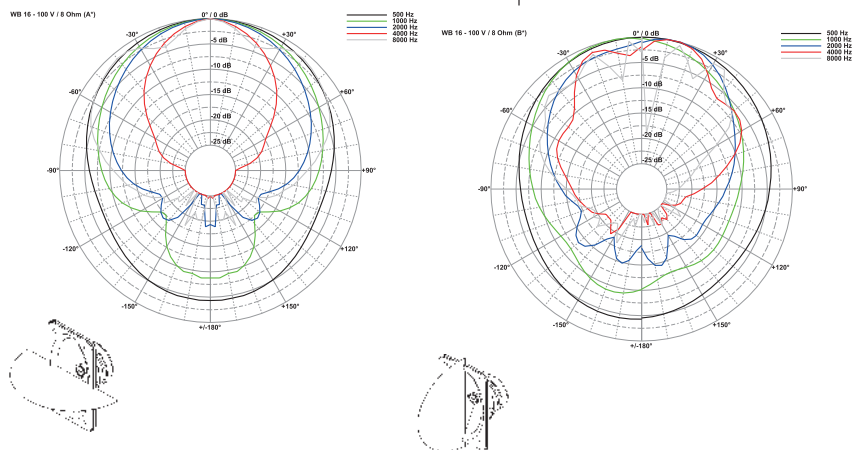 WB 16 - 100 V / 8 Ohm (A*)
0° / 0 dB
500 Hz
1000 Hz
2000 Hz
4000 Hz
8000 Hz
-30°
+30°
-5 dB
-10 dB
-60°
+60°
-15 dB
-20 dB
-25 dB
-90°
+90°
-120°
+120°
-150°
+150°
+/-180°
WB 16 - 100 V / 8 Ohm (B*)
0° / 0 dB
500 Hz
1000 Hz
2000 Hz
4000 Hz
8000 Hz
-30°
+30°
-5 dB
-10 dB
-60°
+60°
-15 dB
-20 dB
-25 dB
-90°
+90°
-120°
+120°
-150°
+150°
+/-180°